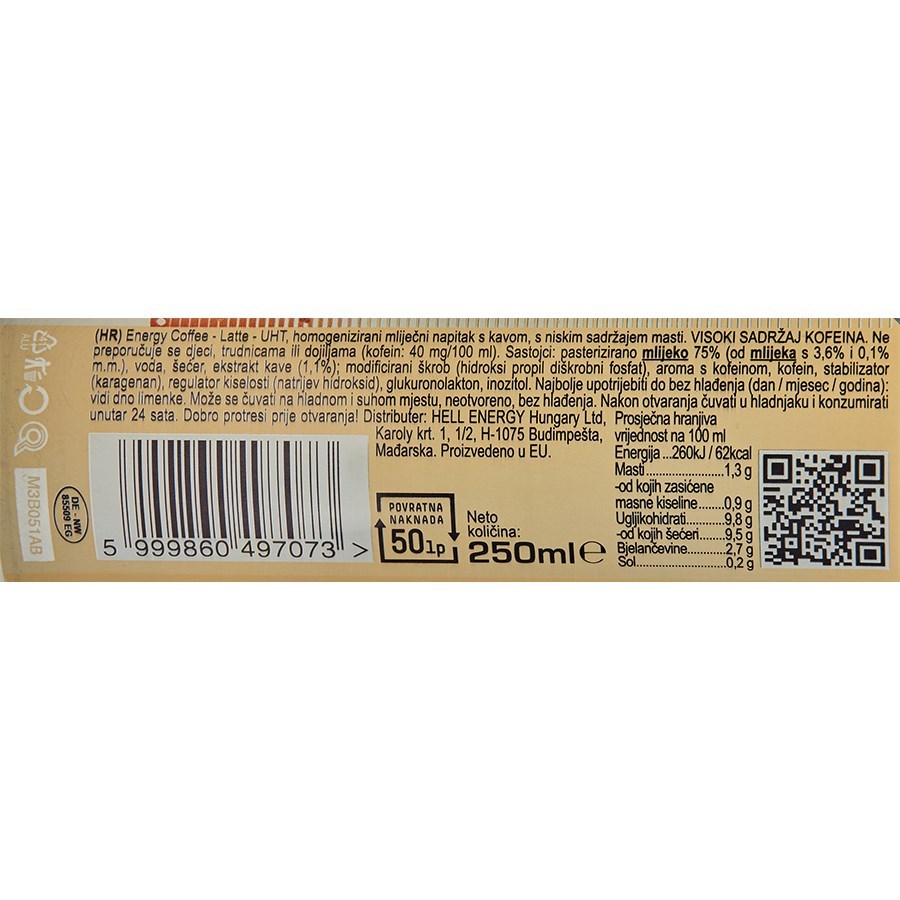 (HR) Energy Coffee - Latte - UHT, homogenizirani mliječni napitak s kavom, s niskim sadržajem masti. VISOKI SADRŽAJ KOFEINA. Ne
preporučuje se djeci, trudnicama ili dojiljama (kofein: 40 mg/100 ml). Sastojci: pasterizirano mlijeko 75% (od mlijeka s 3,6% i 0,1%
m.m.), voda, šećer, ekstrakt kave (1,1%); modificirani škrob (hidroksi propil diškrobni fosfat), aroma s kofeinom, kofein, stabilizator
(karagenan), regulator kiselosti (natrijev hidroksid), glukuronolakton, inozitol. Najbolje upotrijebiti do bez hlađenja (dan / mjesec / godina):
vidi dno limenke. Može se čuvati na hladnom i suhom mjestu, neotvoreno, bez hlađenja. Nakon otvaranja čuvati u hladnjaku i konzumirati
unutar 24 sata. Dobro protresi prije otvaranja! Distributer: HELL ENERGY Hungary Ltd,
Karoly krt. 1, 1/2, H-1075 Budimpešta,
Mađarska. Proizvedeno u EU.
Prosječna hranjiva
vrijednost na 100 ml
Energija...260kJ / 62kcal
Masti.............1,3 g
-od kojih zasićene
masne kiseline......0,9 g
Ugljikohidrati.......9,8 g
-od kojih šećeri.....9,5 g
Bjelančevine........2,7 g
Sol...................0,2 g
POVRATNA
NAKNADA
50lp
Neto
količina:
250ml e
5 999860 497073 >
DE - NW
85509 EG
M3B051AB
ALU